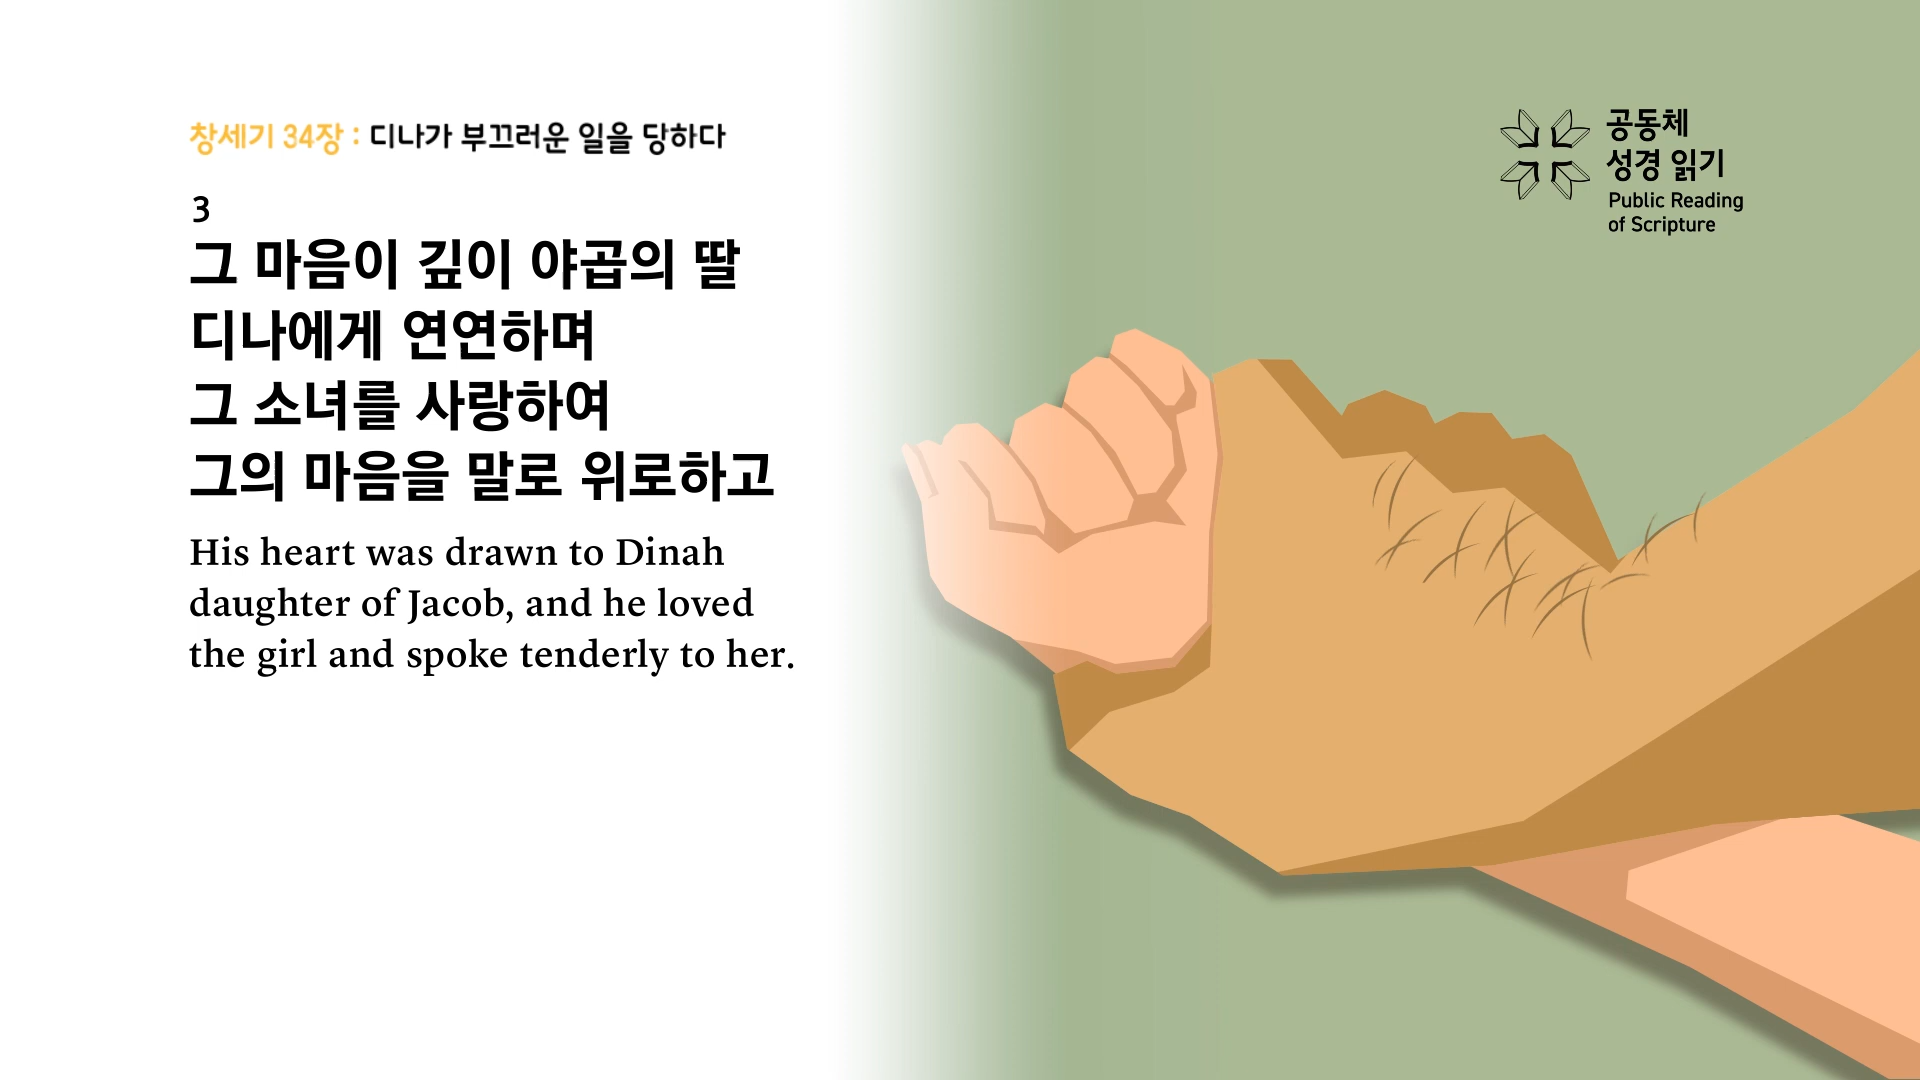 창세기 34장 : 디나가 부끄러운 일을 당하다
3
그 마음이 깊이 야곱의 딸
디나에게 연연하며
그 소녀를 사랑하여
그의 마음을 말로 위로하고
His heart was drawn to Dinah
daughter of Jacob, and he loved
the girl and spoke tenderly to her.
공동체
성경 읽기
Public Reading
of Scripture